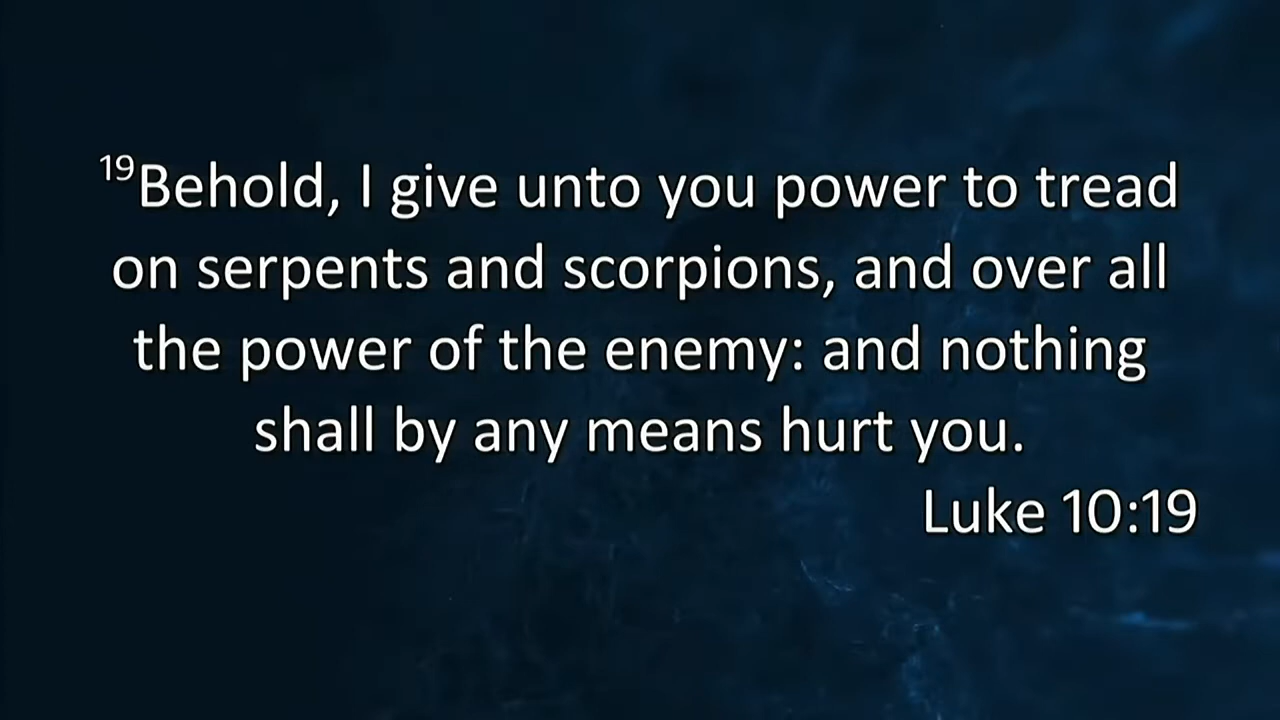 19Behold, I give unto you power to tread
on serpents and scorpions, and over all
the power of the enemy: and nothing
shall by any means hurt you.
Luke 10:19